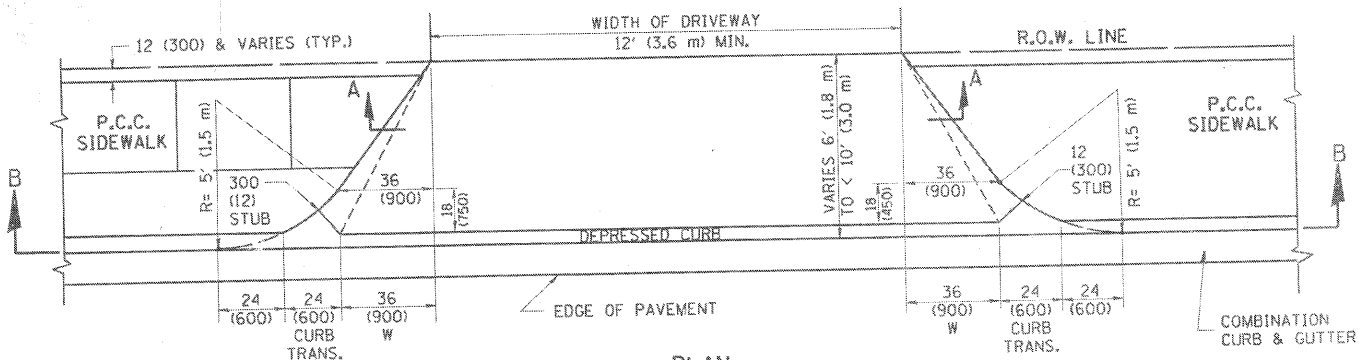 WIDTH OF DRIVEWAY
12' (3.6 m) MIN.
12 (300) & VARIES (TYP.)
R.O.W. LINE
A
A
P.C.C.
SIDEWALK
P.C.C.
SIDEWALK
R= 5' (1.5 m)
VARIES 6' (1.8 m)
TO < 10' (3.0 m)
R= 5' (1.5 m)
B
B
300
(12)
STUB
36
(900)
18
(750)
36
(900)
18
(450)
12
(300)
STUB
DEPRESSED CURB
24
(600)
24
(600)
CURB
TRANS.
36
(900)
W
EDGE OF PAVEMENT
36
(900)
W
24
(600)
CURB
TRANS.
24
(600)
COMBINATION
CURB & GUTTER